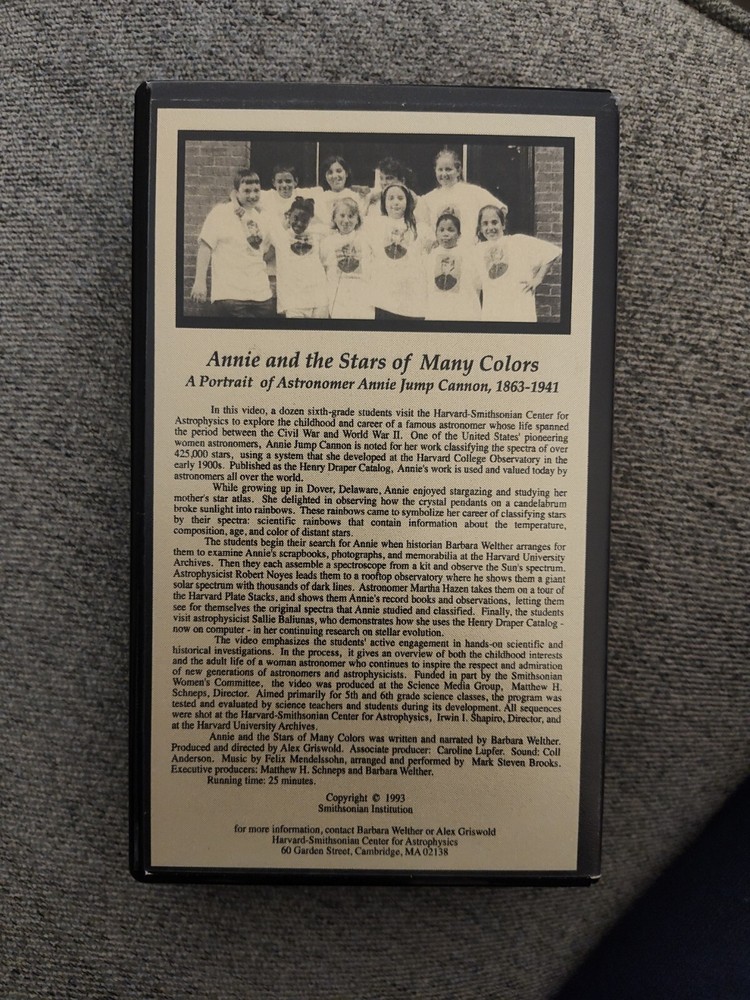 Annie and the Stars of Many Colors
A Portrait of Astronomer Annie Jump Cannon, 1863-1941
In this video, a dozen sixth-grade students visit the Harvard-Smithsonian Center for
Astrophysics to explore the childhood and career of a famous astronomer whose life spanned
the period between the Civil War and World War II. One of the United States' pioneering
women astronomers, Annie Jump Cannon is noted for her work classifying the spectra of over
425,000 stars, using a system that she developed at the Harvard College Observatory in the
early 1900s. Published as the Henry Draper Catalog, Annie's work is used and valued today by
astronomers all over the world.
While growing up in Dover, Delaware, Annie enjoyed stargazing and studying her
mother's star atlas. She delighted in observing how the crystal pendants on a candelabrum
broke sunlight into rainbows. These rainbows came to symbolize her career of classifying stars
by their spectra: scientific rainbows that contain information about the temperature,
composition, age, and color of distant stars.
The students begin their search for Annie when historian Barbara Welther arranges for
them to examine Annie's scrapbooks, photographs, and memorabilia at the Harvard University
Archives. Then they each assemble a spectroscope from a kit and observe the Sun's spectrum.
Astrophysicist Robert Noyes leads them to a rooftop observatory where he shows them a giant
solar spectrum with thousands of dark lines. Astronomer Martha Hazen takes them on a tour of
the Harvard Plate Stacks, and shows them Annie's record books and observations, letting them
see for themselves the original spectra that Annie studied and classified. Finally, the students
visit astrophysicist Sallie Baliunas, who demonstrates how she uses the Henry Draper Catalog -
now on computer - in her continuing research on stellar evolution.
The video emphasizes the students' active engagement in hands-on scientific and
historical investigations. In the process, it gives an overview of both the childhood interests
and the adult life of a woman astronomer who continues to inspire the respect and admiration
of new generations of astronomers and astrophysicists. Funded in part by the Smithsonian
Women's Committee, the video was produced at the Science Media Group, Matthew H.
Schneps, Director. Aimed primarily for 5th and 6th grade science classes, the program was
tested and evaluated by science teachers and students during its development. All sequences
were shot at the Harvard-Smithsonian Center for Astrophysics, Irwin I. Shapiro, Director, and
at the Harvard University Archives.
Annie and the Stars of Many Colors was written and narrated by Barbara Welther.
Produced and directed by Alex Griswold. Associate producer: Caroline Lupfer. Sound: Coll
Anderson. Music by Felix Mendelssohn, arranged and performed by Mark Steven Brooks.
Executive producers: Matthew H. Schneps and Barbara Welther.
Running time: 25 minutes.
Copyright © 1993
Smithsonian Institution
for more information, contact Barbara Welther or Alex Griswold
Harvard-Smithsonian Center for Astrophysics
60 Garden Street, Cambridge, MA 02138